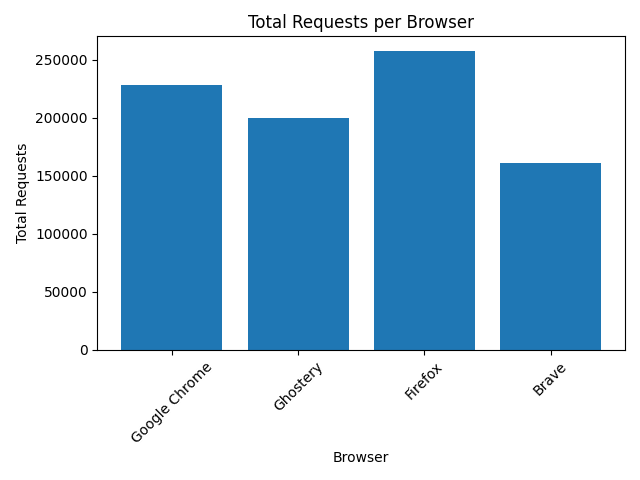 Total Requests per Browser
Total Requests
250000
200000
150000
100000
50000
0
Google Chrome
Ghostery
Firefox
Brave
Browser